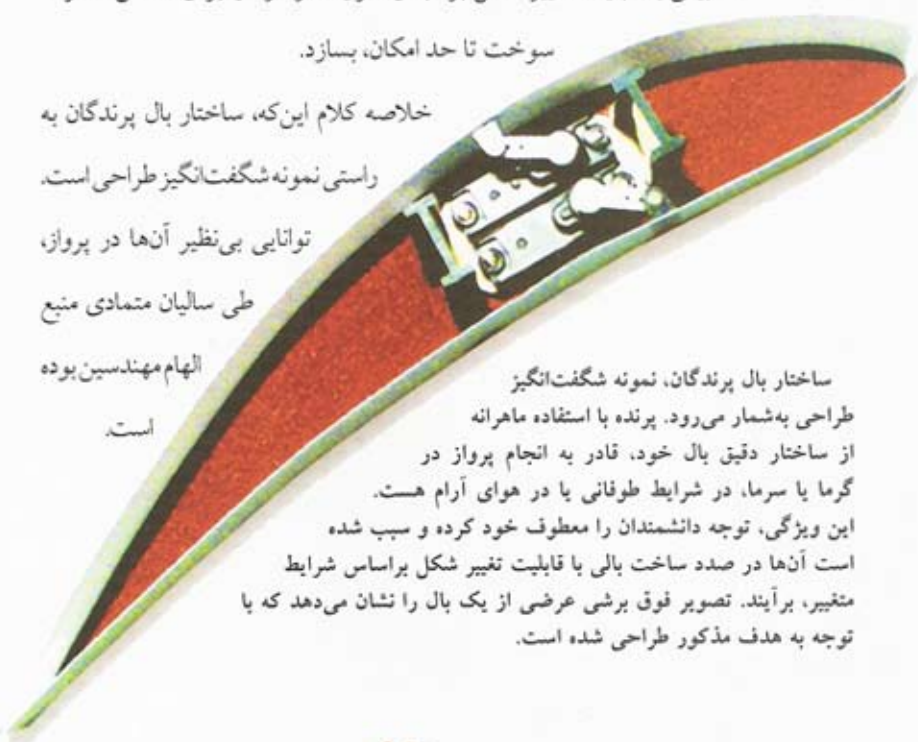 سوخت تا حد امکان، بسازد.
خلاصه کلام این‌که، ساختار بال پرندگان به
راستی نمونه شگفت‌انگیز طراحی است.
توانایی بی‌نظیر آن‌ها در پرواز،
طی سالیان متمادی منبع
الهام مهندسین بوده
است.
ساختار بال پرندگان، نمونه شگفت‌انگیز
طراحی به‌شمار می‌رود. پرنده با استفاده ماهرانه
از ساختار دقیق بال خود، قادر به انجام پرواز در
گرما یا سرما، در شرایط طوفانی یا در هوای آرام هست.
این ویژگی، توجه دانشمندان را معطوف خود کرده و سبب شده
است آن‌ها در صدد ساخت بالی با قابلیت تغییر شکل براساس شرایط
متغییر، برآیند. تصویر فوق برشی عرضی از یک بال را نشان می‌دهد که با
توجه به هدف مذکور طراحی شده است.